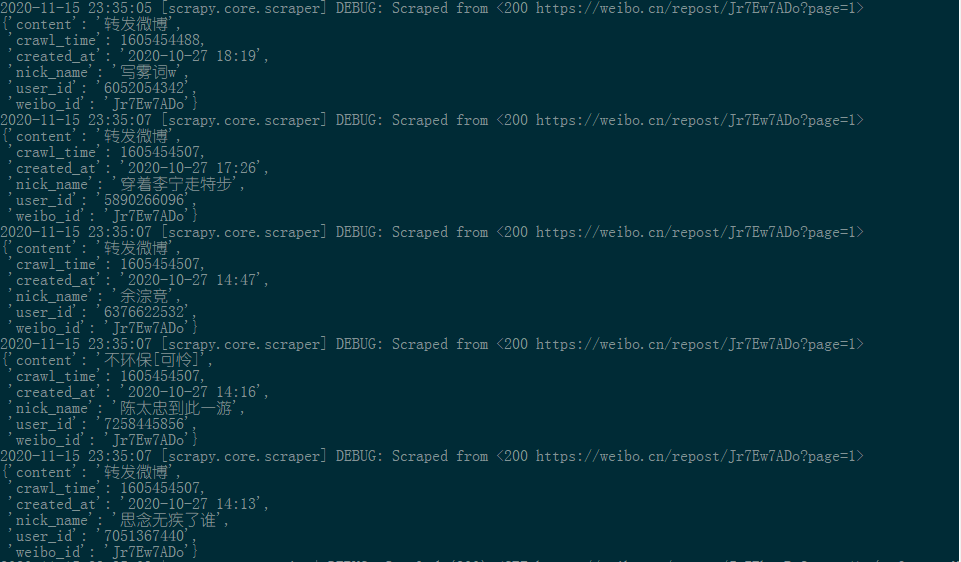 2020-11-15 23:35:05 [scrapy.core.scraper] DEBUG: Scraped from <200 https://weibo.cn/repost/Jr7Ew7ADo?page=1>
{'content': '转发微博',
'crawl_time': 1605454488,
'created_at': '2020-10-27 18:19',
'nick_name': '写雾词w',
'user_id': '6052054342',
'weibo_id': 'Jr7Ew7ADo'}
2020-11-15 23:35:07 [scrapy.core.scraper] DEBUG: Scraped from <200 https://weibo.cn/repost/Jr7Ew7ADo?page=1>
{'content': '转发微博',
'crawl_time': 1605454507,
'created_at': '2020-10-27 17:26',
'nick_name': '穿着李宁走特步',
'user_id': '5890266096',
'weibo_id': 'Jr7Ew7ADo'}
2020-11-15 23:35:07 [scrapy.core.scraper] DEBUG: Scraped from <200 https://weibo.cn/repost/Jr7Ew7ADo?page=1>
{'content': '转发微博',
'crawl_time': 1605454507,
'created_at': '2020-10-27 14:47',
'nick_name': '余淙竞',
'user_id': '6376622532',
'weibo_id': 'Jr7Ew7ADo'}
2020-11-15 23:35:07 [scrapy.core.scraper] DEBUG: Scraped from <200 https://weibo.cn/repost/Jr7Ew7ADo?page=1>
{'content': '不环保[可怜]',
'crawl_time': 1605454507,
'created_at': '2020-10-27 14:16',
'nick_name': '陈太忠到此一游',
'user_id': '7258445856',
'weibo_id': 'Jr7Ew7ADo'}
2020-11-15 23:35:07 [scrapy.core.scraper] DEBUG: Scraped from <200 https://weibo.cn/repost/Jr7Ew7ADo?page=1>
{'content': '转发微博',
'crawl_time': 1605454507,
'created_at': '2020-10-27 14:13',
'nick_name': '思念无疾了谁',
'user_id': '7051367440',
'weibo_id': 'Jr7Ew7ADo'}